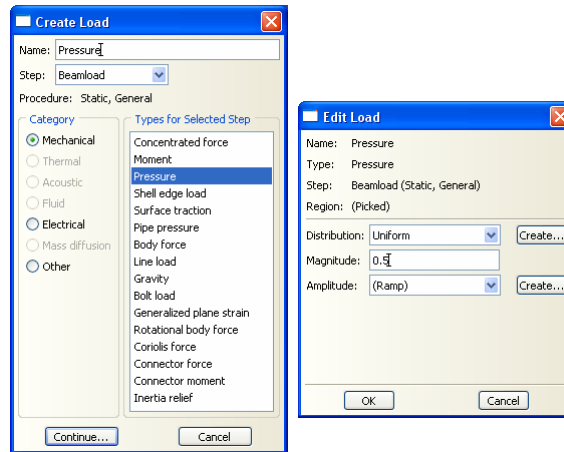 Create Load
Name: Pressure
Step: Beamload
Procedure: Static, General
Category
Mechanical
Thermal
Acoustic
Fluid
Electrical
Mass diffusion
Other
Types for Selected Step
Concentrated force
Moment
Pressure
Shell edge load
Surface traction
Pipe pressure
Body force
Line load
Gravity
Bolt load
Generalized plane strain
Rotational body force
Coriolis force
Connector force
Connector moment
Inertia relief
Continue... Cancel
Edit Load
Name: Pressure
Type: Pressure
Step: Beamload (Static, General)
Region: (Picked)
Distribution: Uniform Create...
Magnitude: 0.5
Amplitude: (Ramp) Create...
OK Cancel